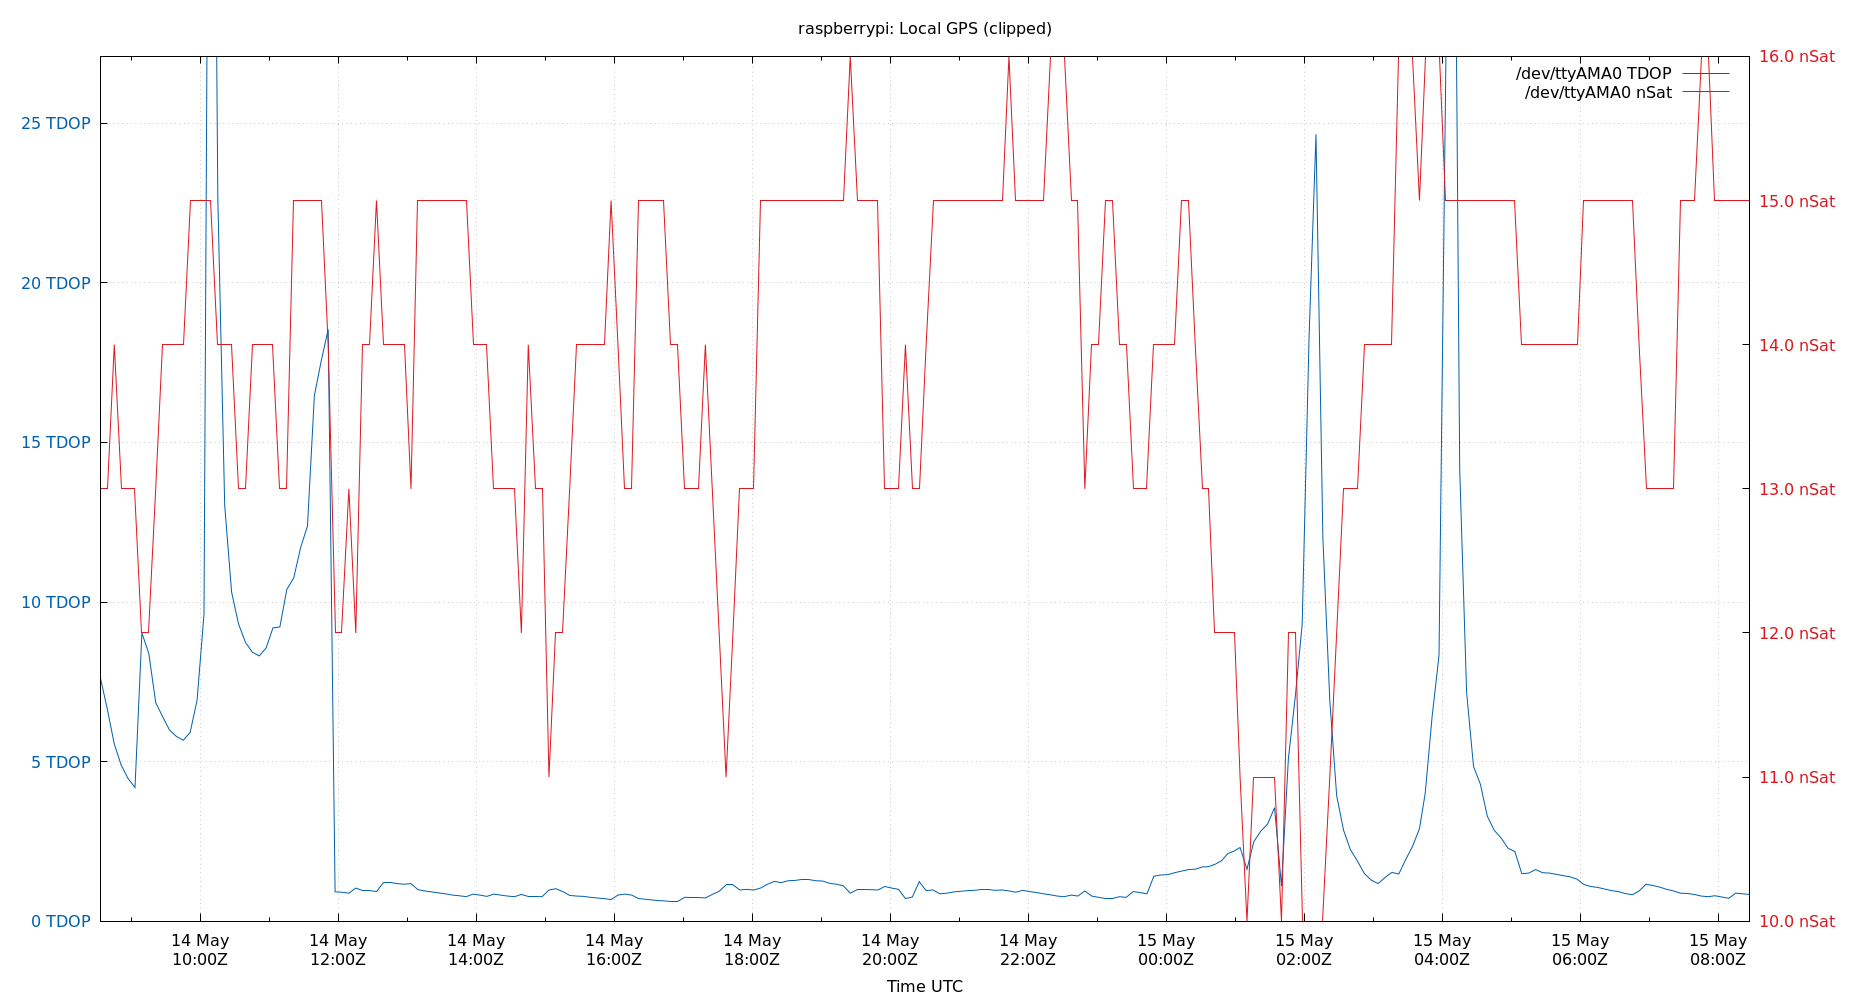 raspberrypi: Local GPS (clipped)
/dev/ttyAMA0 TDOP
/dev/ttyAMA0 nSat
25 TDOP
20 TDOP
15 TDOP
10 TDOP
5 TDOP
0 TDOP
16.0 nSat
15.0 nSat
14.0 nSat
13.0 nSat
12.0 nSat
11.0 nSat
10.0 nSat
14 May
10:00Z
14 May
12:00Z
14 May
14:00Z
14 May
16:00Z
14 May
18:00Z
14 May
20:00Z
14 May
22:00Z
15 May
00:00Z
15 May
02:00Z
15 May
04:00Z
15 May
06:00Z
15 May
08:00Z
Time UTC